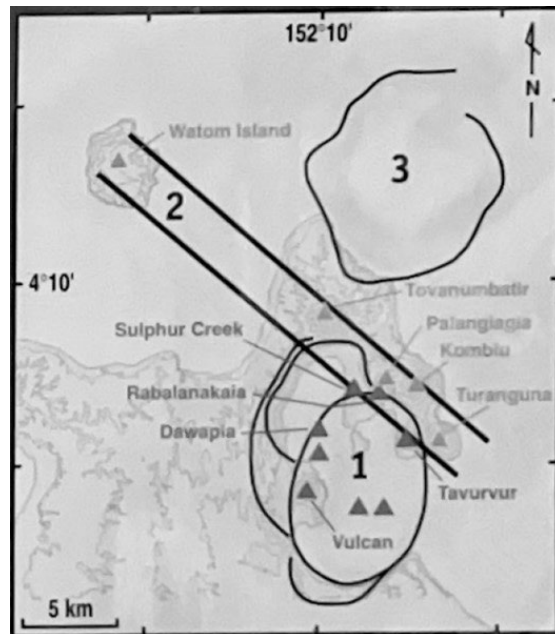 152°10'
Watom Island
N
3
2
4°10'
Tovanumbatir
Sulphur Creek
Palangiagia
Kombiu
Rabalanakaia
Turanguna
Dawapia
1
Tavurvur
Vulcan
5 km